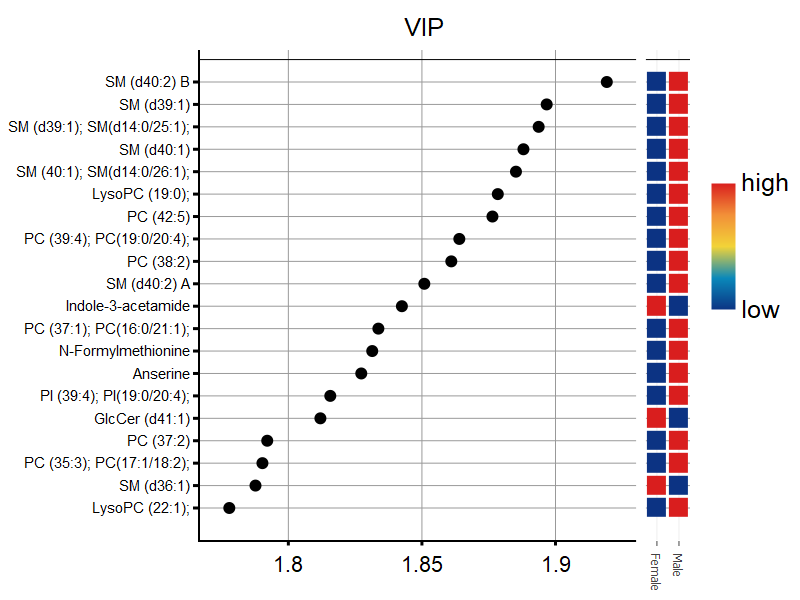 VIP
SM (d40:2) B
SM (d39:1)
SM (d39:1); SM(d14:0/25:1);
SM (d40:1)
SM (40:1); SM(d14:0/26:1);
LysoPC (19:0);
PC (42:5)
PC (39:4); PC(19:0/20:4);
PC (38:2)
SM (d40:2) A
Indole-3-acetamide
PC (37:1); PC(16:0/21:1);
N-Formylmethionine
Anserine
PI (39:4); PI(19:0/20:4);
GlcCer (d41:1)
PC (37:2)
PC (35:3); PC(17:1/18:2);
SM (d36:1)
LysoPC (22:1);
1.8 1.85 1.9
Female
Male
high
low